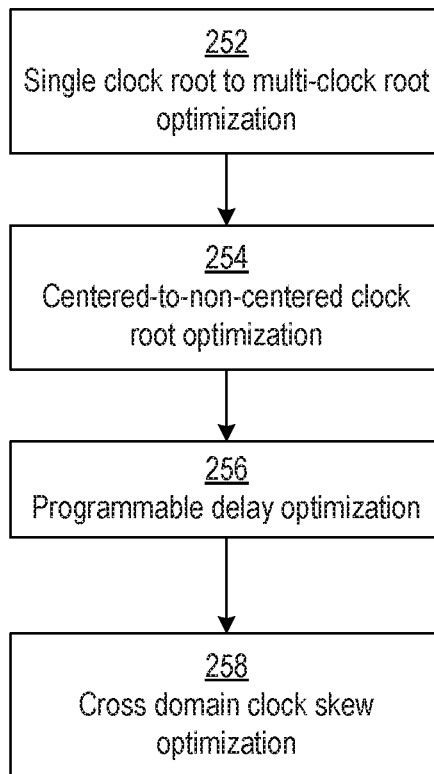 252
Single clock root to multi-clock root
optimization
254
Centered-to-non-centered clock
root optimization
256
Programmable delay optimization
258
Cross domain clock skew
optimization